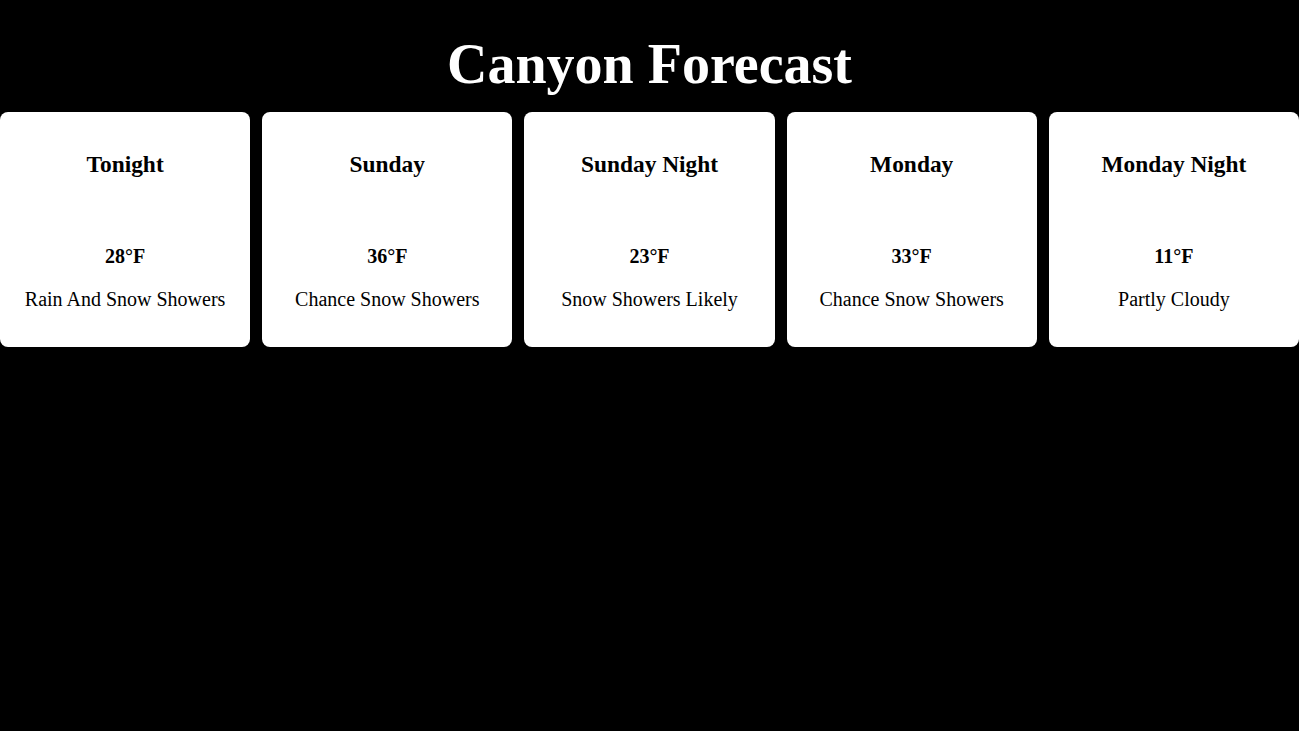 Canyon Forecast
Tonight
28°F
Rain And Snow Showers
Sunday
36°F
Chance Snow Showers
Sunday Night
23°F
Snow Showers Likely
Monday
33°F
Chance Snow Showers
Monday Night
11°F
Partly Cloudy